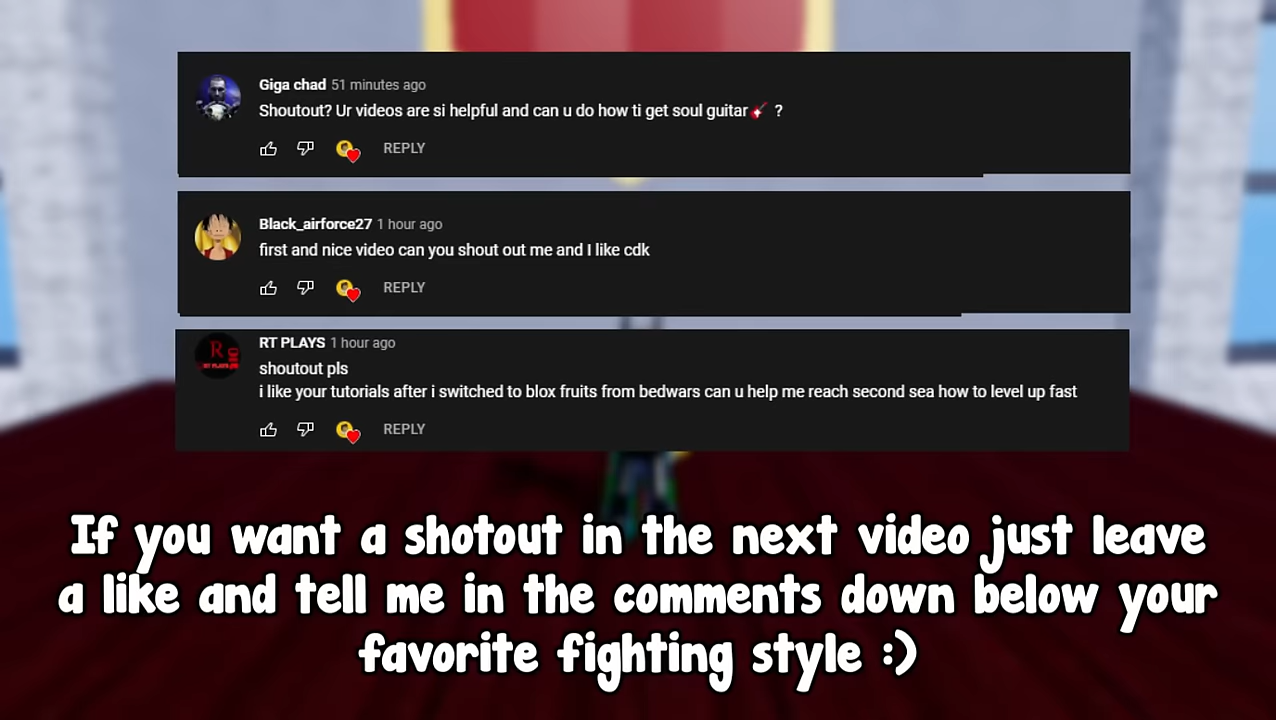 Giga chad 51 minutes ago
Shoutout? Ur videos are si helpful and can u do how ti get soul guitar🎸 ?
REPLY
Black_airforce27 1 hour ago
first and nice video can you shout out me and I like cdk
REPLY
R
RT PLAYS
RT PLAYS 1 hour ago
shoutout pls
i like your tutorials after i switched to blox fruits from bedwars can u help me reach second sea how to level up fast
REPLY
If you want a shotout in the next video just leave
a like and tell me in the comments down below your
favorite fighting style :)